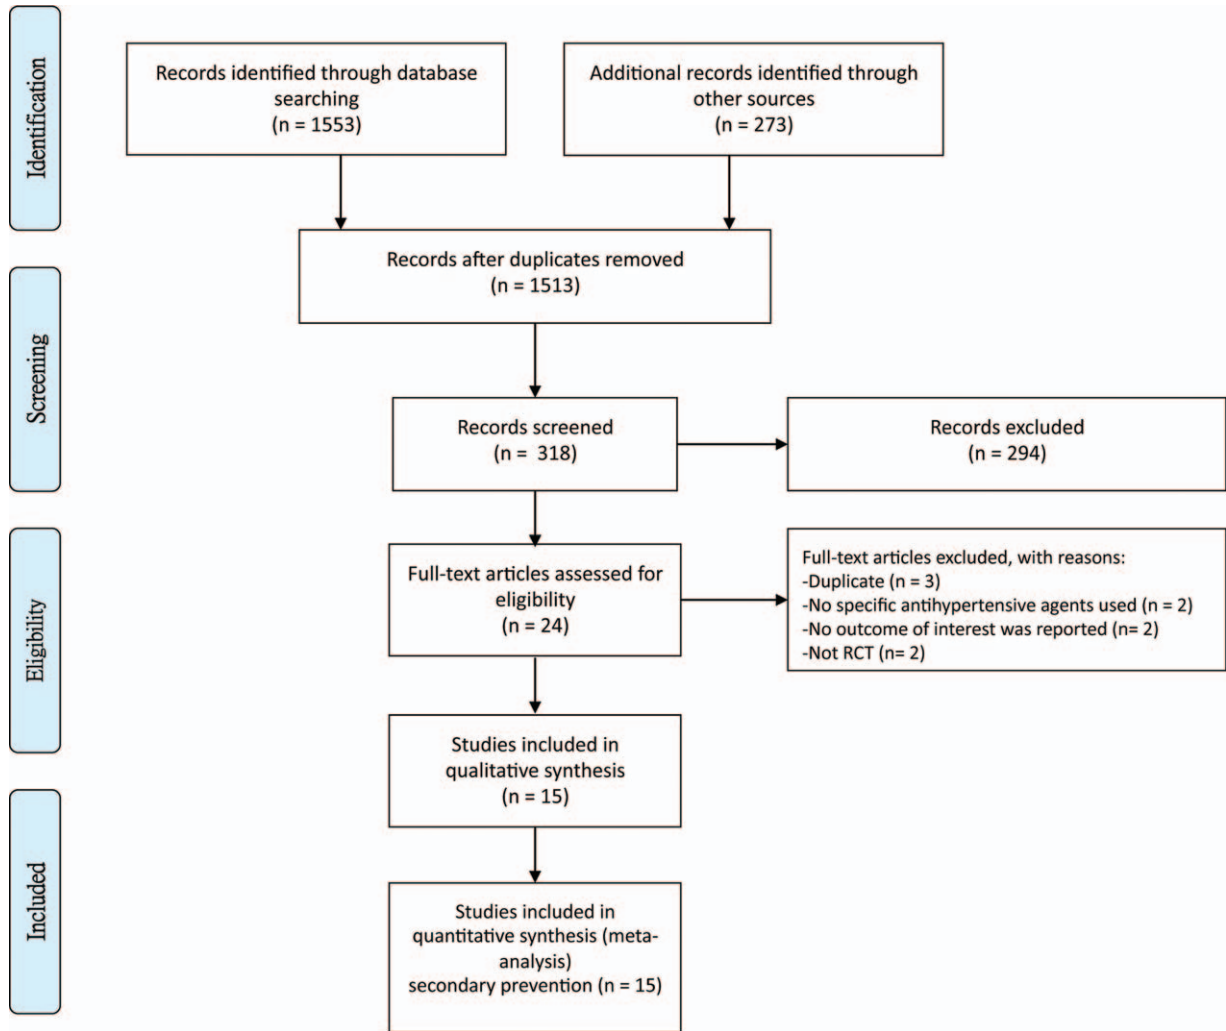 Identification
Records identified through database
searching
(n = 1553)
Additional records identified through
other sources
(n = 273)
Records after duplicates removed
(n = 1513)
Screening
Records screened
(n = 318)
Records excluded
(n = 294)
Eligibility
Full-text articles assessed for
eligibility
(n = 24)
Full-text articles excluded, with reasons:
-Duplicate (n = 3)
-No specific antihypertensive agents used (n = 2)
-No outcome of interest was reported (n= 2)
-Not RCT (n= 2)
Studies included in
qualitative synthesis
(n = 15)
Included
Studies included in
quantitative synthesis (meta-
analysis)
secondary prevention (n = 15)